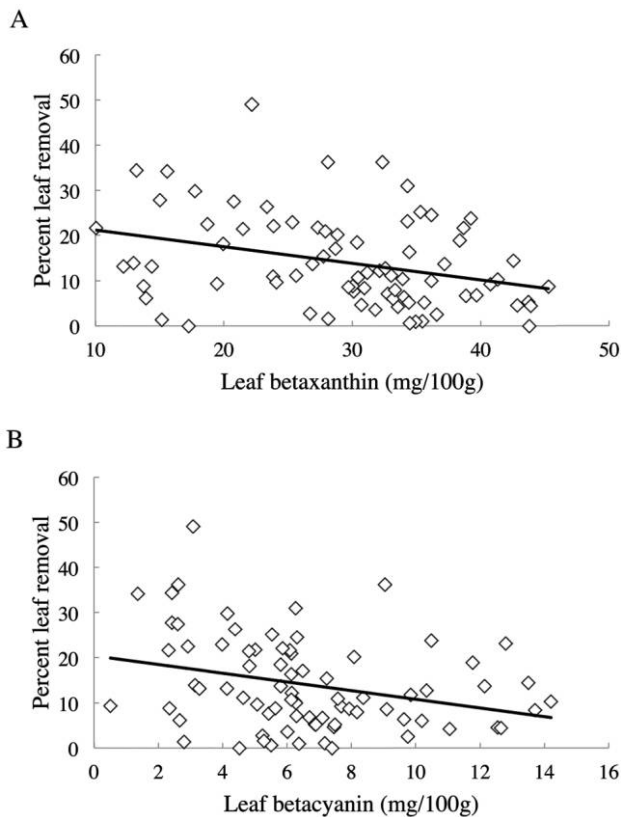 A
Percent leaf removal
60
50
40
30
20
10
0
10 20 30 40 50
Leaf betaxanthin (mg/100g)
B
Percent leaf removal
60
50
40
30
20
10
0
0 2 4 6 8 10 12 14 16
Leaf betacyanin (mg/100g)